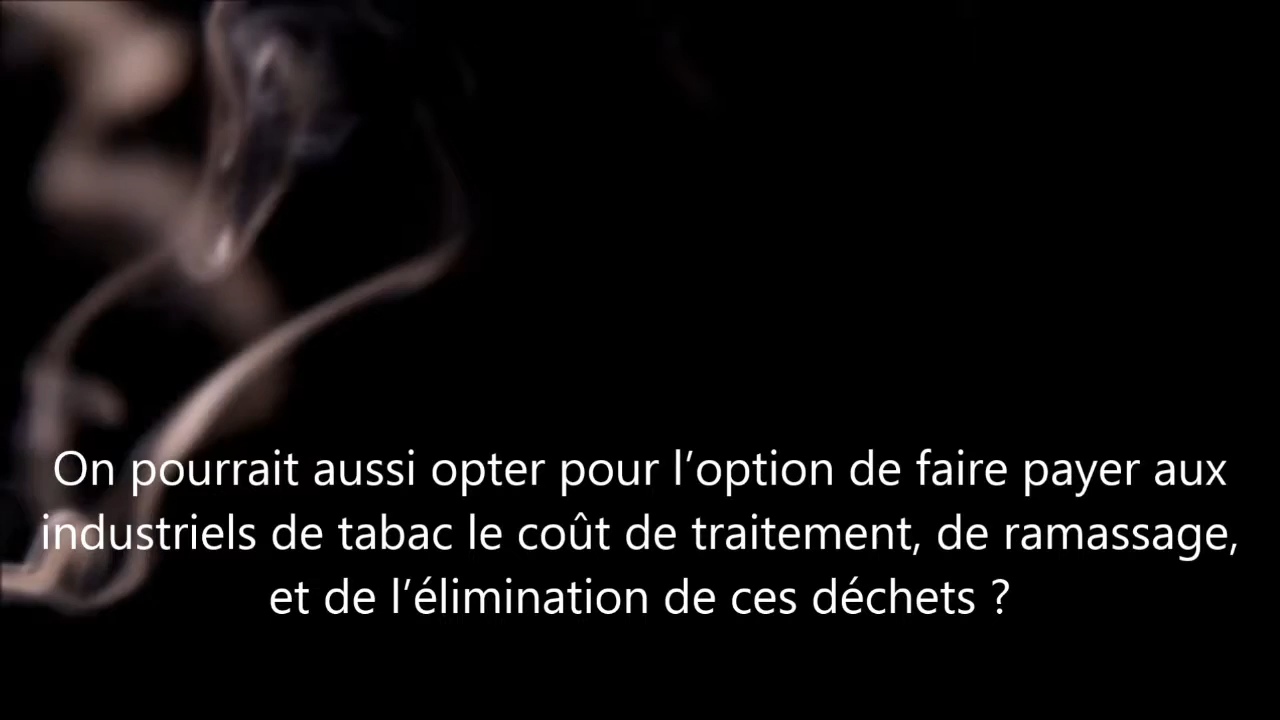 On pourrait aussi opter pour l’option de faire payer aux
industriels de tabac le coût de traitement, de ramassage,
et de l’élimination de ces déchets ?